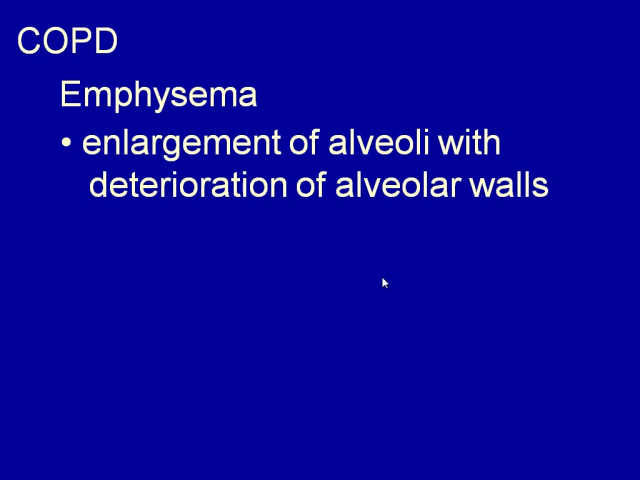 COPD
Emphysema
• enlargement of alveoli with
deterioration of alveolar walls